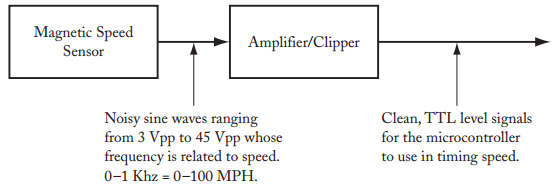 Magnetic Speed
Sensor
Amplifier/Clipper
Noisy sine waves ranging
from 3 Vpp to 45 Vpp whose
frequency is related to speed.
0–1 Khz = 0–100 MPH.
Clean, TTL level signals
for the microcontroller
to use in timing speed.